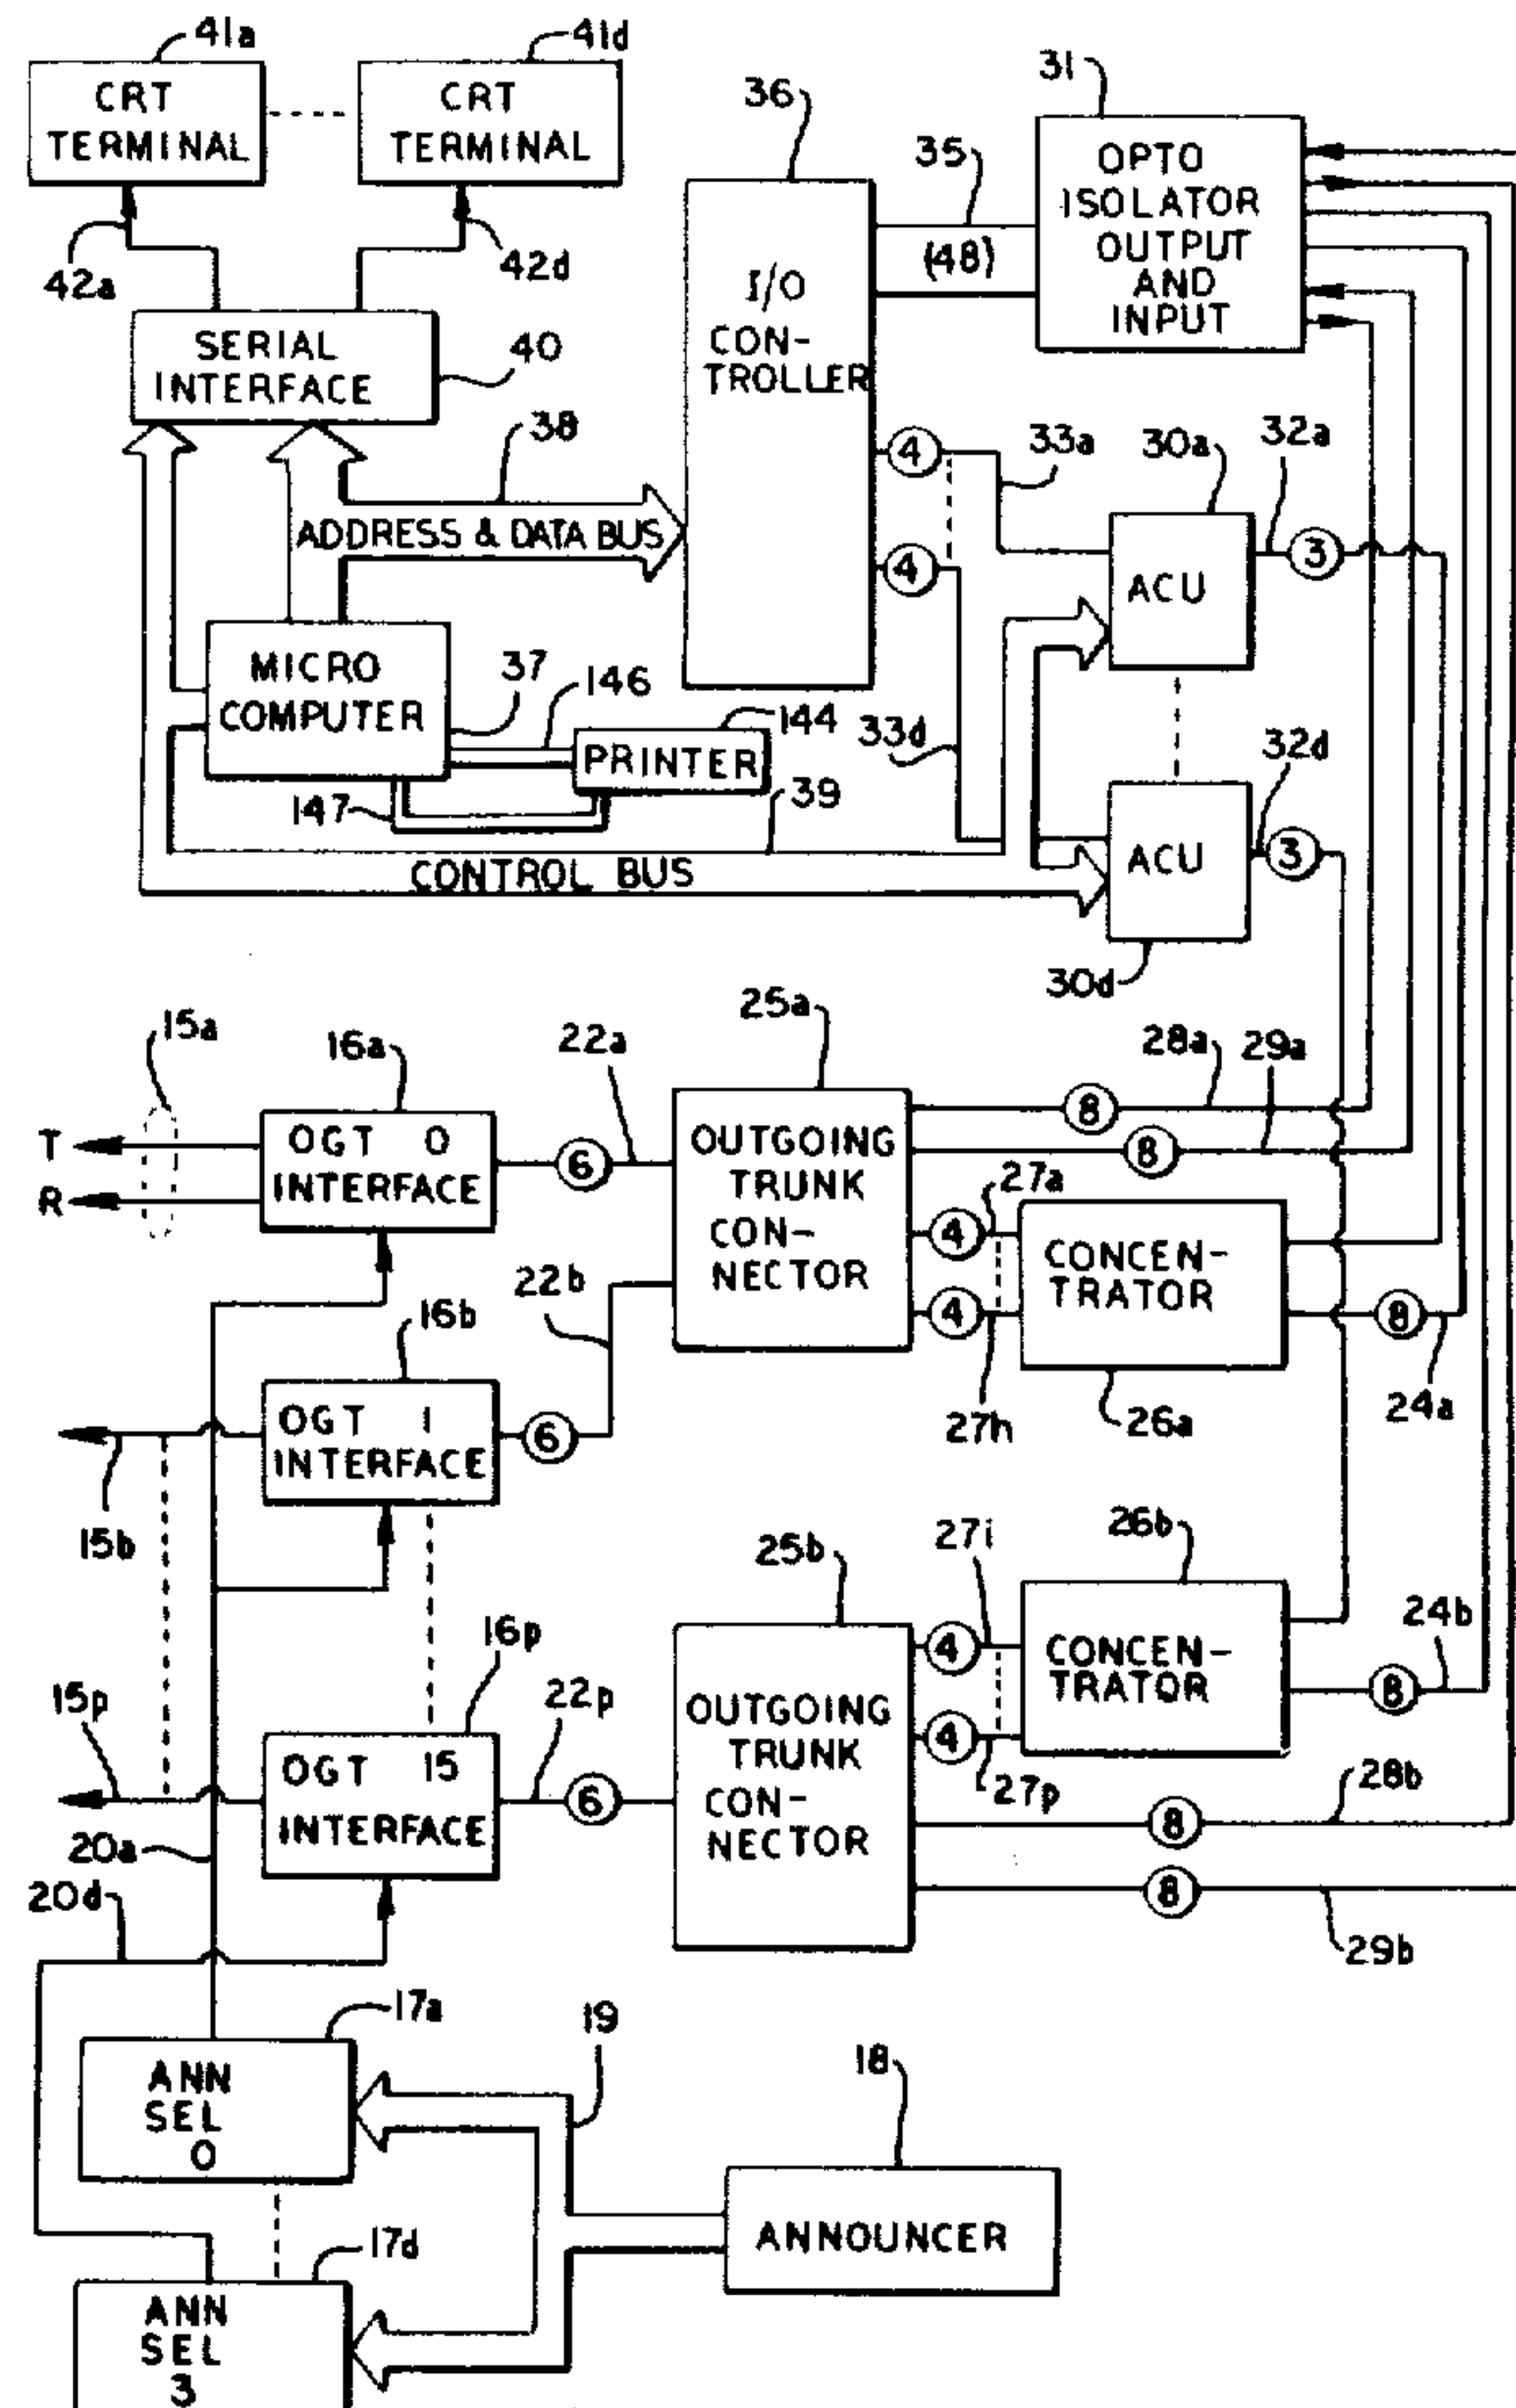 41a
41d
CRT
TERMINAL
CRT
TERMINAL
36
31
35
OPTO
ISOLATOR
OUTPUT
AND
INPUT
(48)
42a
42d
I/O
CON-
TROLLER
SERIAL
INTERFACE
40
38
4
33a
30a
32a
ADDRESS & DATA BUS
4
ACU
3
MICRO
COMPUTER
37
146
144
PRINTER
33d
32d
147
39
ACU
3
CONTROL BUS
30d
15a
16a
22a
25a
28a
29a
T
R
OGT 0
INTERFACE
6
OUTGOING
TRUNK
CON-
NECTOR
8
8
27a
4
CONCEN-
TRATOR
22b
4
8
16b
27h
26a
24a
OGT 1
INTERFACE
6
15b
25b
27i
26b
24b
16p
4
CONCEN-
TRATOR
8
15p
22p
OUTGOING
TRUNK
CON-
NECTOR
4
27p
OGT 15
INTERFACE
6
28b
8
20a
8
20d
29b
17a
19
18
ANN
SEL
0
ANNOUNCER
17d
ANN
SEL
3